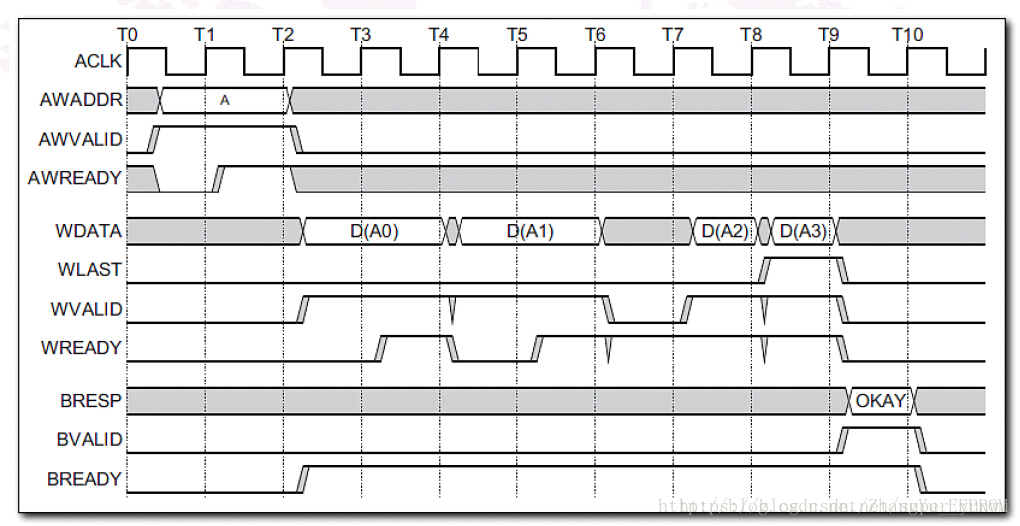 T0 T1 T2 T3 T4 T5 T6 T7 T8 T9 T10
ACLK
AWADDR A
AWVALID
AWREADY
WDATA D(A0) D(A1) D(A2) D(A3)
WLAST
WVALID
WREADY
BRESP OKAY
BVALID
BREADY